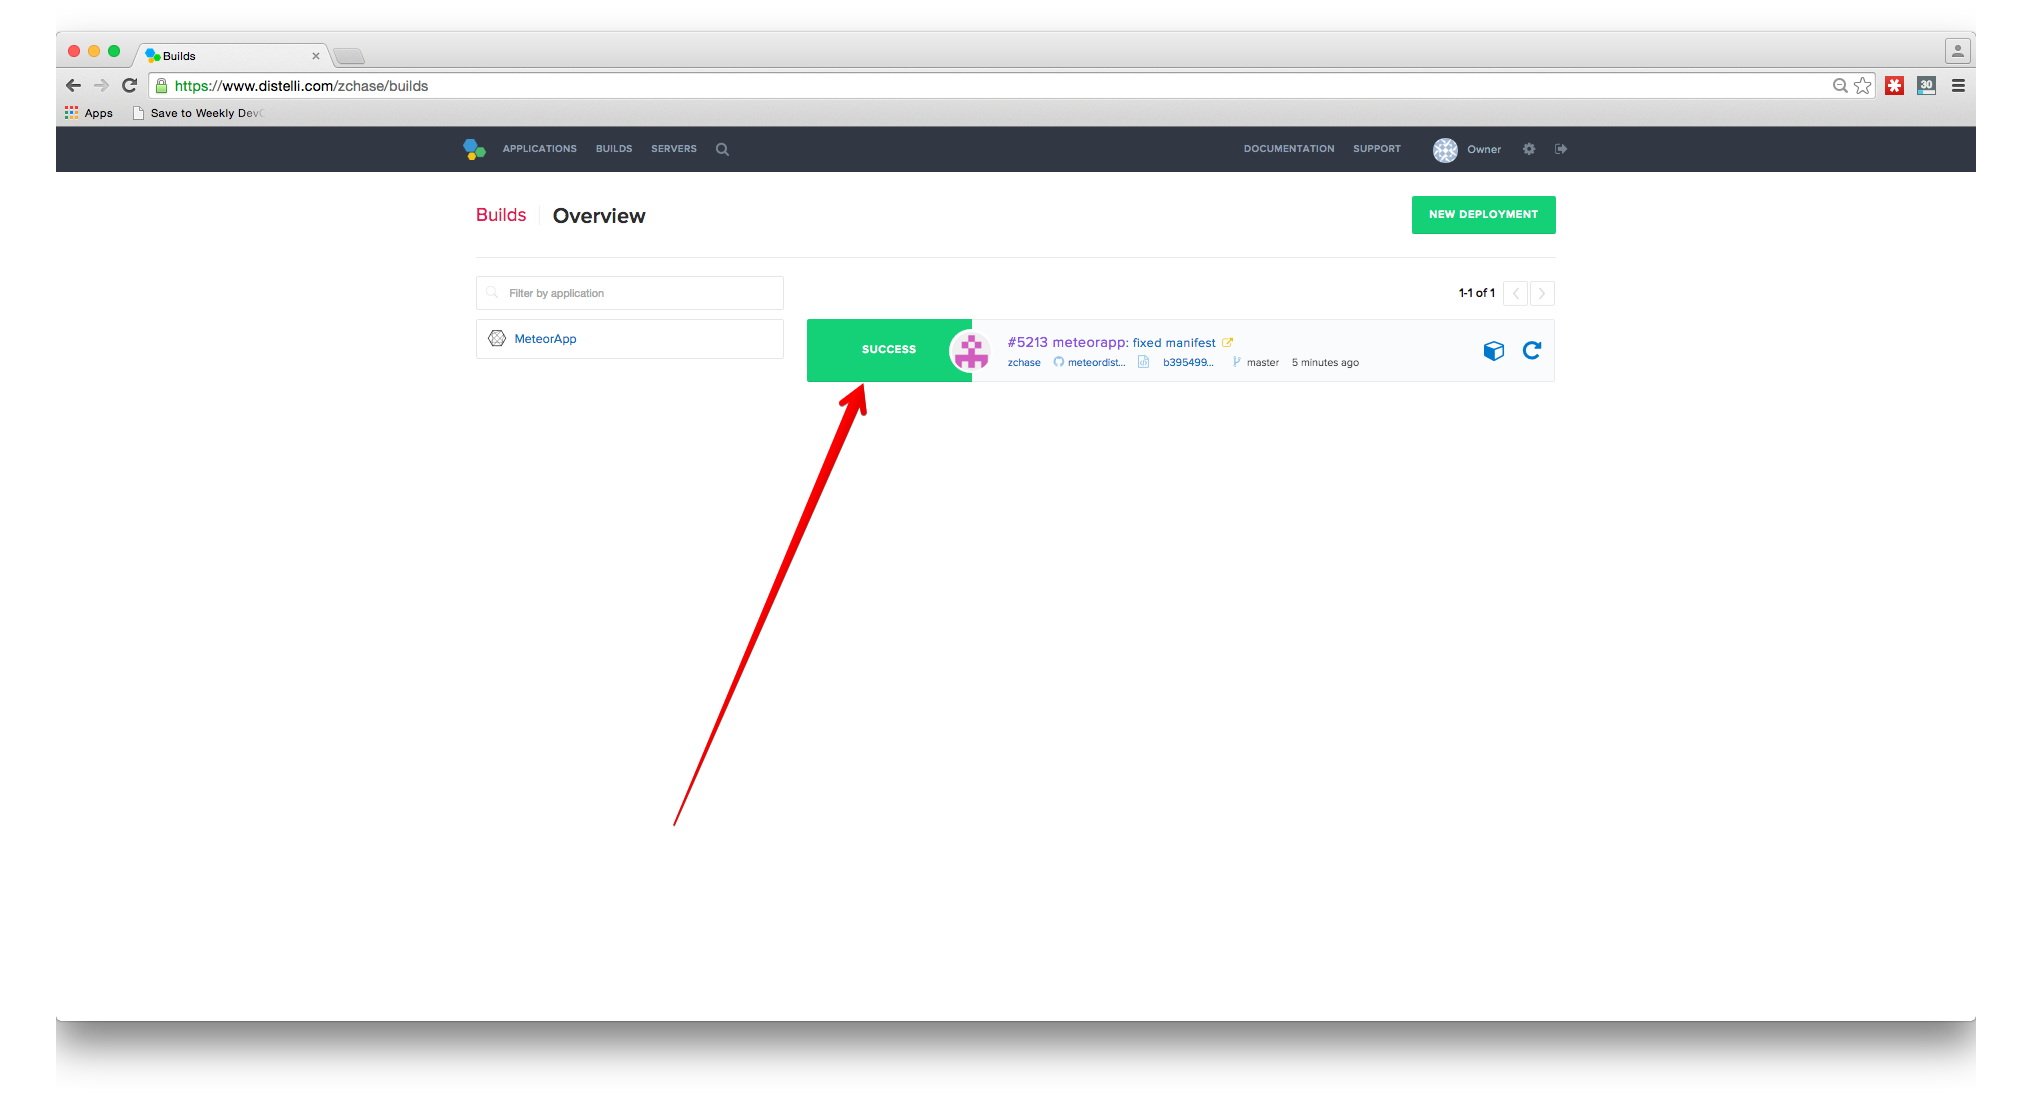 Builds
https://www.distelli.com/zchase/builds
Apps Save to Weekly Dev
APPLICATIONS BUILDS SERVERS DOCUMENTATION SUPPORT Owner
Builds Overview NEW DEPLOYMENT
Filter by application 1-1 of 1
MeteorApp
SUCCESS
#5213 meteorapp: fixed manifest
zchase meteordist... b395499... master 5 minutes ago
30